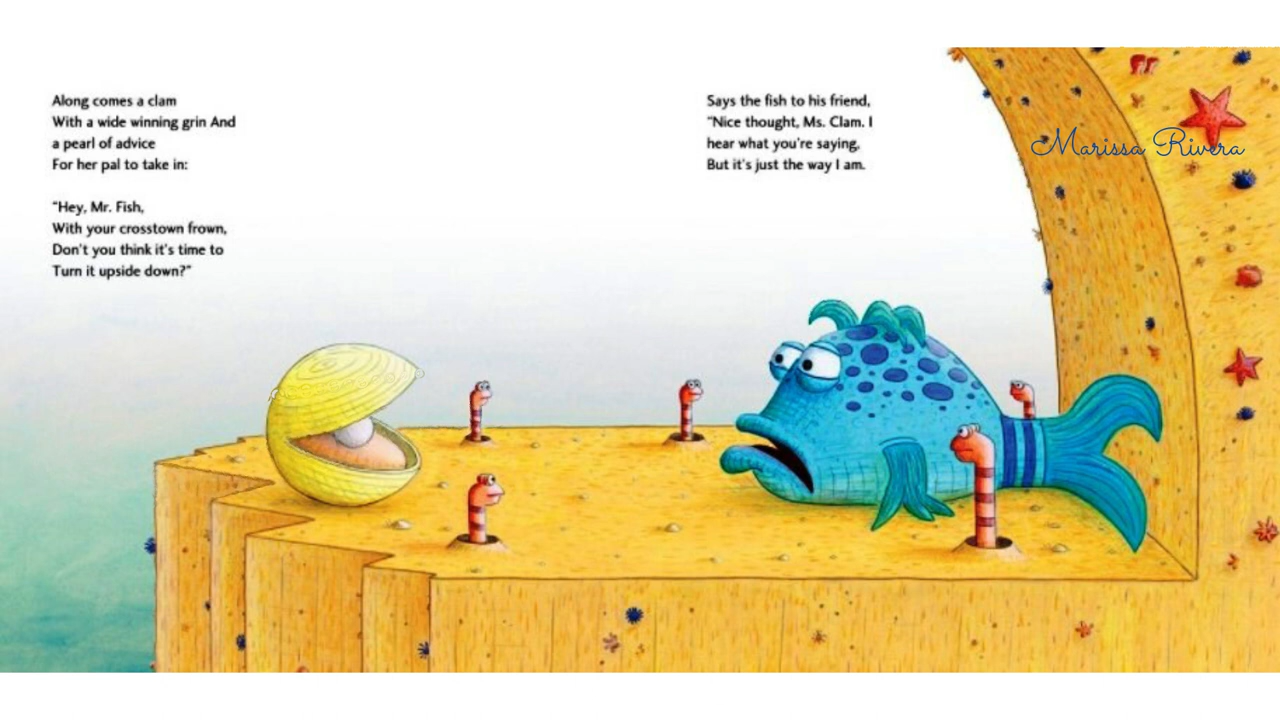 Along comes a clam
With a wide winning grin And
a pearl of advice
For her pal to take in:
"Hey, Mr. Fish,
With your crosstown frown,
Don't you think it's time to
Turn it upside down?"
Says the fish to his friend,
"Nice thought, Ms. Clam. I
hear what you're saying,
But it's just the way I am.
Marissa Rivera